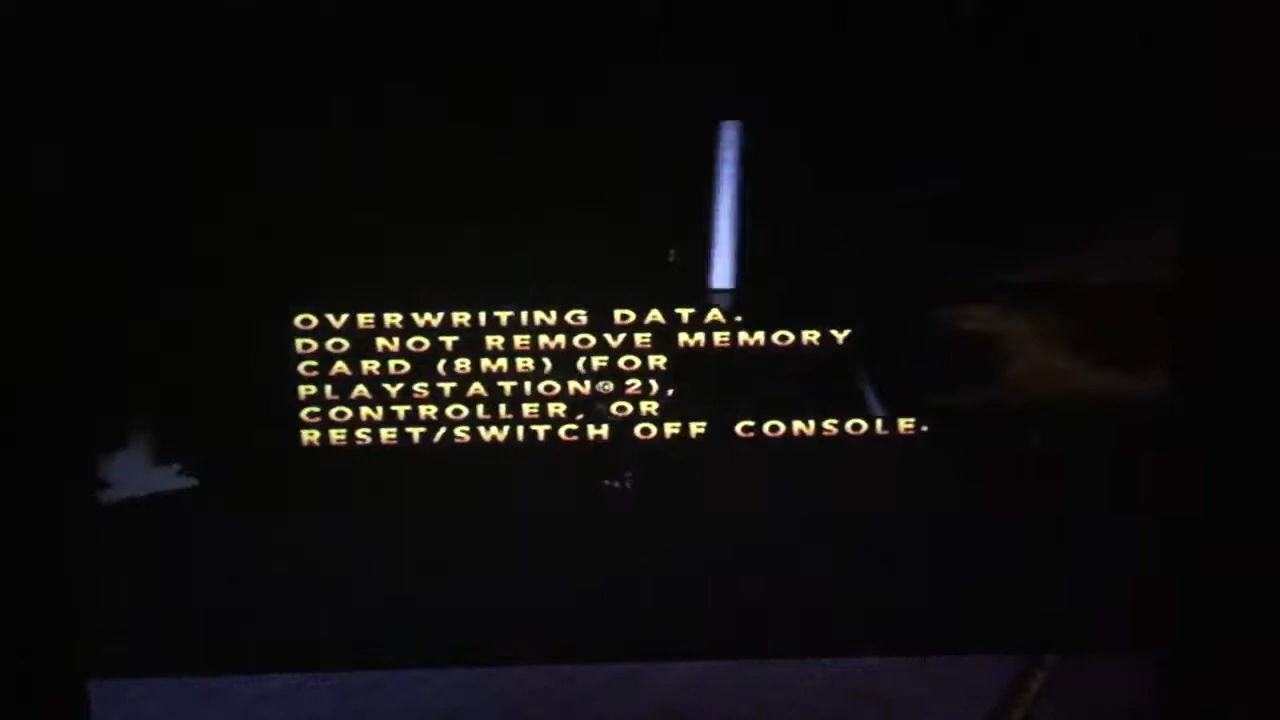 OVERWRITING DATA.
DO NOT REMOVE MEMORY
CARD (8MB) (FOR
PLAYSTATION®2),
CONTROLLER, OR
RESET/SWITCH OFF CONSOLE.